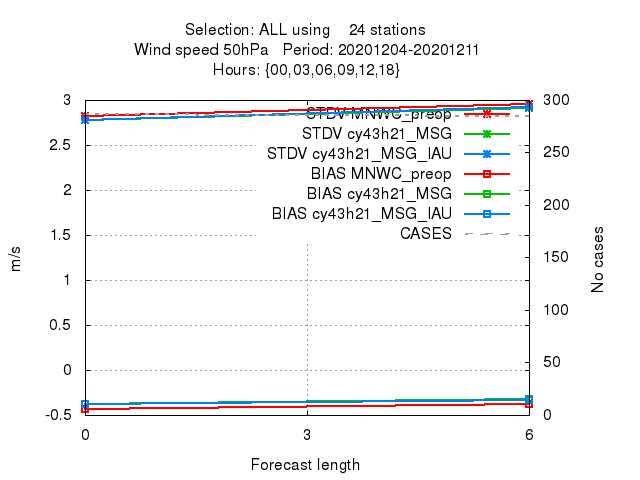 Selection: ALL using 24 stations
Wind speed 50hPa Period: 20201204-20201211
Hours: {00,03,06,09,12,18}
3
2.5
2
1.5
1
0.5
0
-0.5
m/s
STDV MNWC_preop
STDV cy43h21_MSG
STDV cy43h21_MSG_IAU
BIAS MNWC_preop
BIAS cy43h21_MSG
BIAS cy43h21_MSG_IAU
CASES
300
250
200
150
100
50
0
No cases
0 3 6
Forecast length